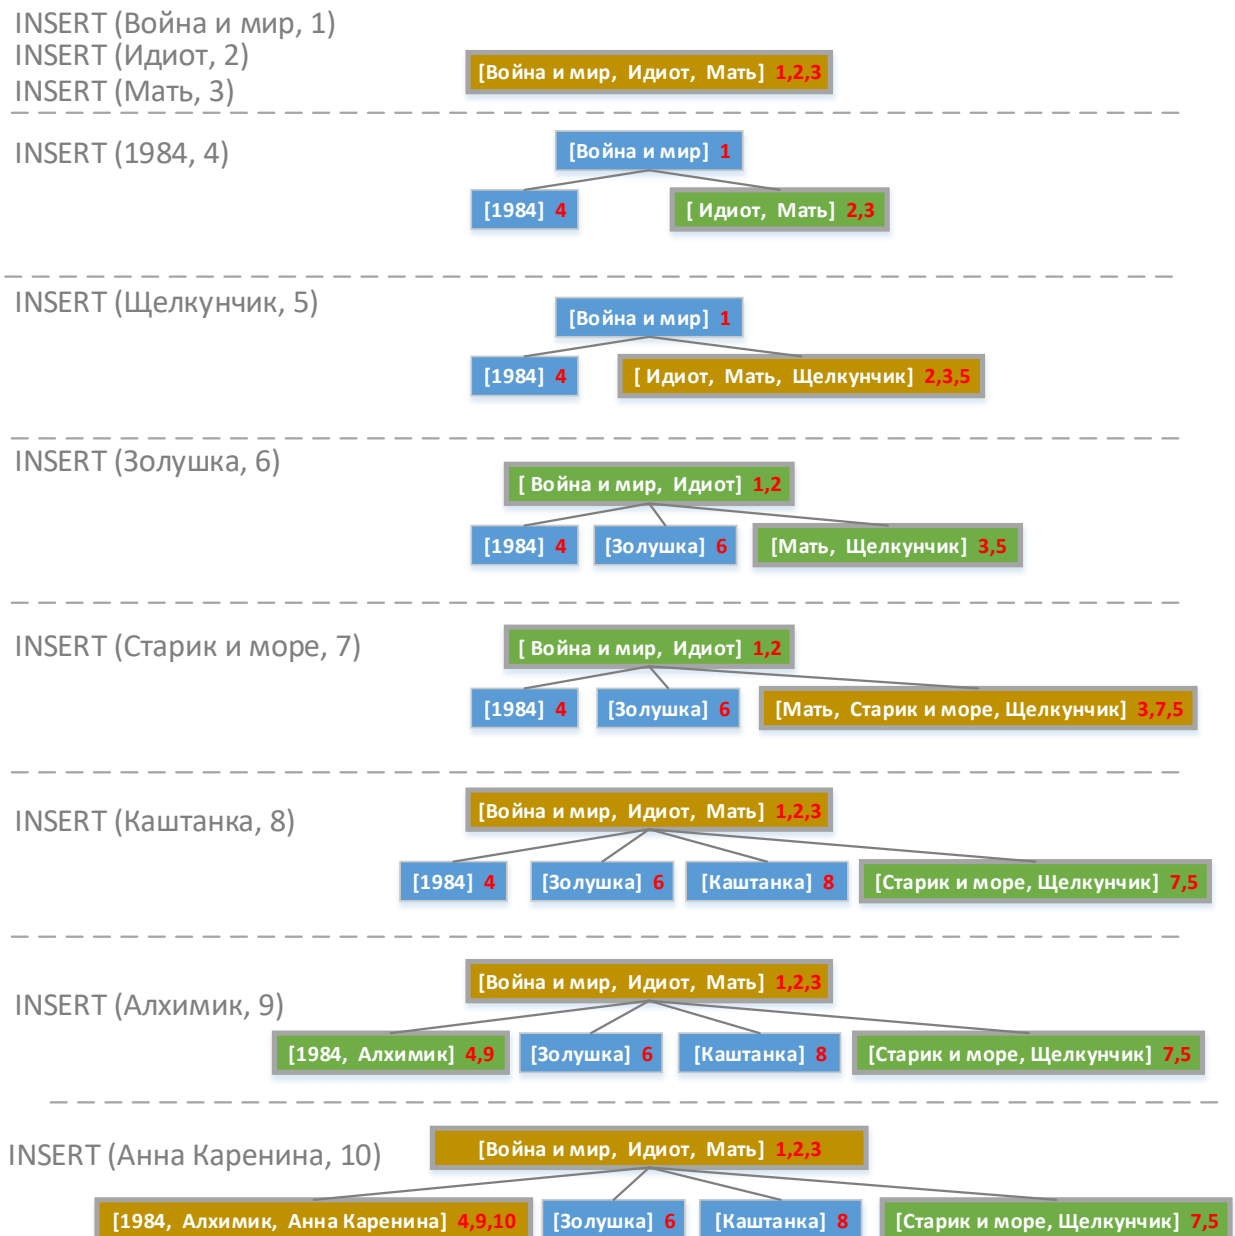 INSERT (Война и мир, 1)
INSERT (Идиот, 2)
INSERT (Мать, 3)
[Война и мир, Идиот, Мать] 1,2,3
INSERT (1984, 4)
[Война и мир] 1
[1984] 4
[ Идиот, Мать] 2,3
INSERT (Щелкунчик, 5)
[Война и мир] 1
[1984] 4
[ Идиот, Мать, Щелкунчик] 2,3,5
INSERT (Золушка, 6)
[ Война и мир, Идиот] 1,2
[1984] 4
[Золушка] 6
[Мать, Щелкунчик] 3,5
INSERT (Старик и море, 7)
[ Война и мир, Идиот] 1,2
[1984] 4
[Золушка] 6
[Мать, Старик и море, Щелкунчик] 3,7,5
INSERT (Каштанка, 8)
[Война и мир, Идиот, Мать] 1,2,3
[1984] 4
[Золушка] 6
[Каштанка] 8
[Старик и море, Щелкунчик] 7,5
INSERT (Алхимик, 9)
[Война и мир, Идиот, Мать] 1,2,3
[1984, Алхимик] 4,9
[Золушка] 6
[Каштанка] 8
[Старик и море, Щелкунчик] 7,5
INSERT (Анна Каренина, 10)
[Война и мир, Идиот, Мать] 1,2,3
[1984, Алхимик, Анна Каренина] 4,9,10
[Золушка] 6
[Каштанка] 8
[Старик и море, Щелкунчик] 7,5